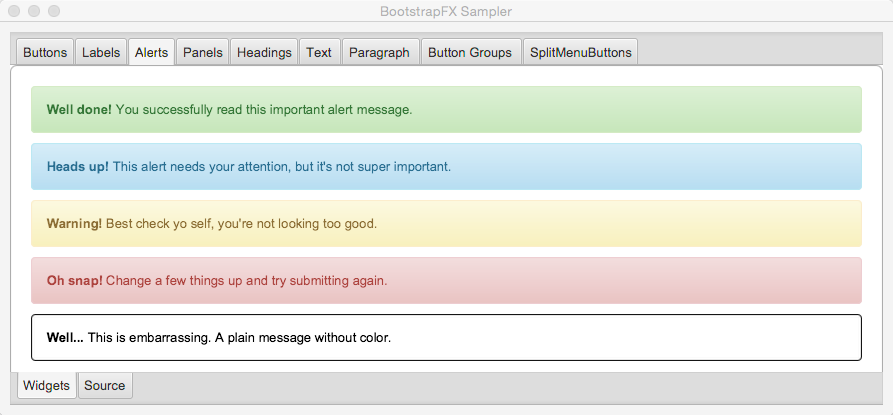 BootstrapFX Sampler
Buttons Labels Alerts Panels Headings Text Paragraph Button Groups SplitMenuButtons
Well done! You successfully read this important alert message.
Heads up! This alert needs your attention, but it's not super important.
Warning! Best check yo self, you're not looking too good.
Oh snap! Change a few things up and try submitting again.
Well... This is embarrassing. A plain message without color.
Widgets Source